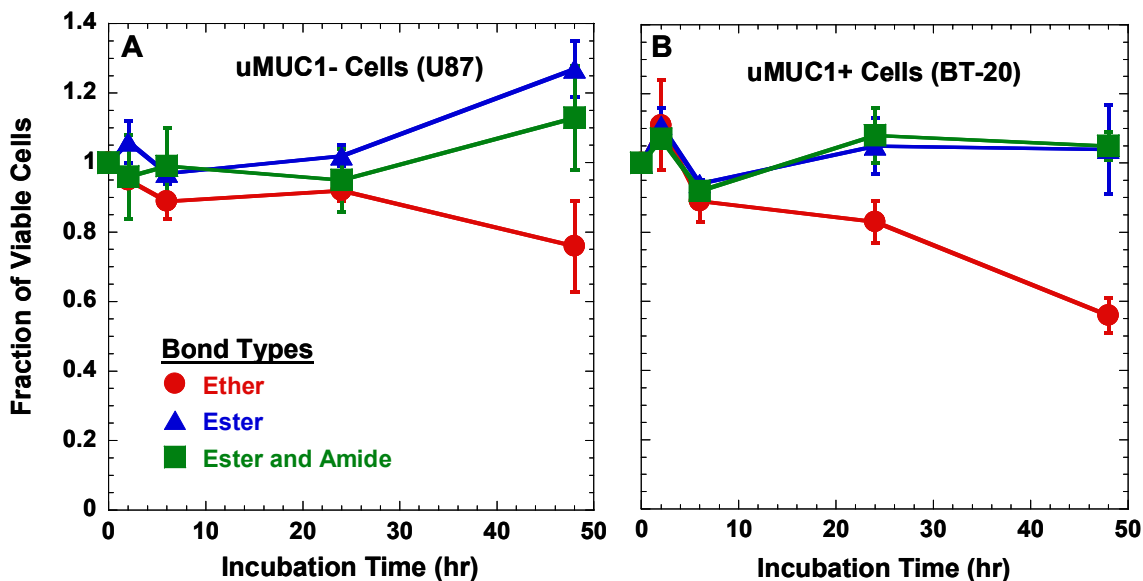 A
uMUC1- Cells (U87)
B
uMUC1+ Cells (BT-20)
Fraction of Viable Cells
1.4
1.2
1
0.8
0.6
0.4
0.2
0
Bond Types
Ether
Ester
Ester and Amide
0 10 20 30 40 50
0 10 20 30 40 50
Incubation Time (hr)
Incubation Time (hr)